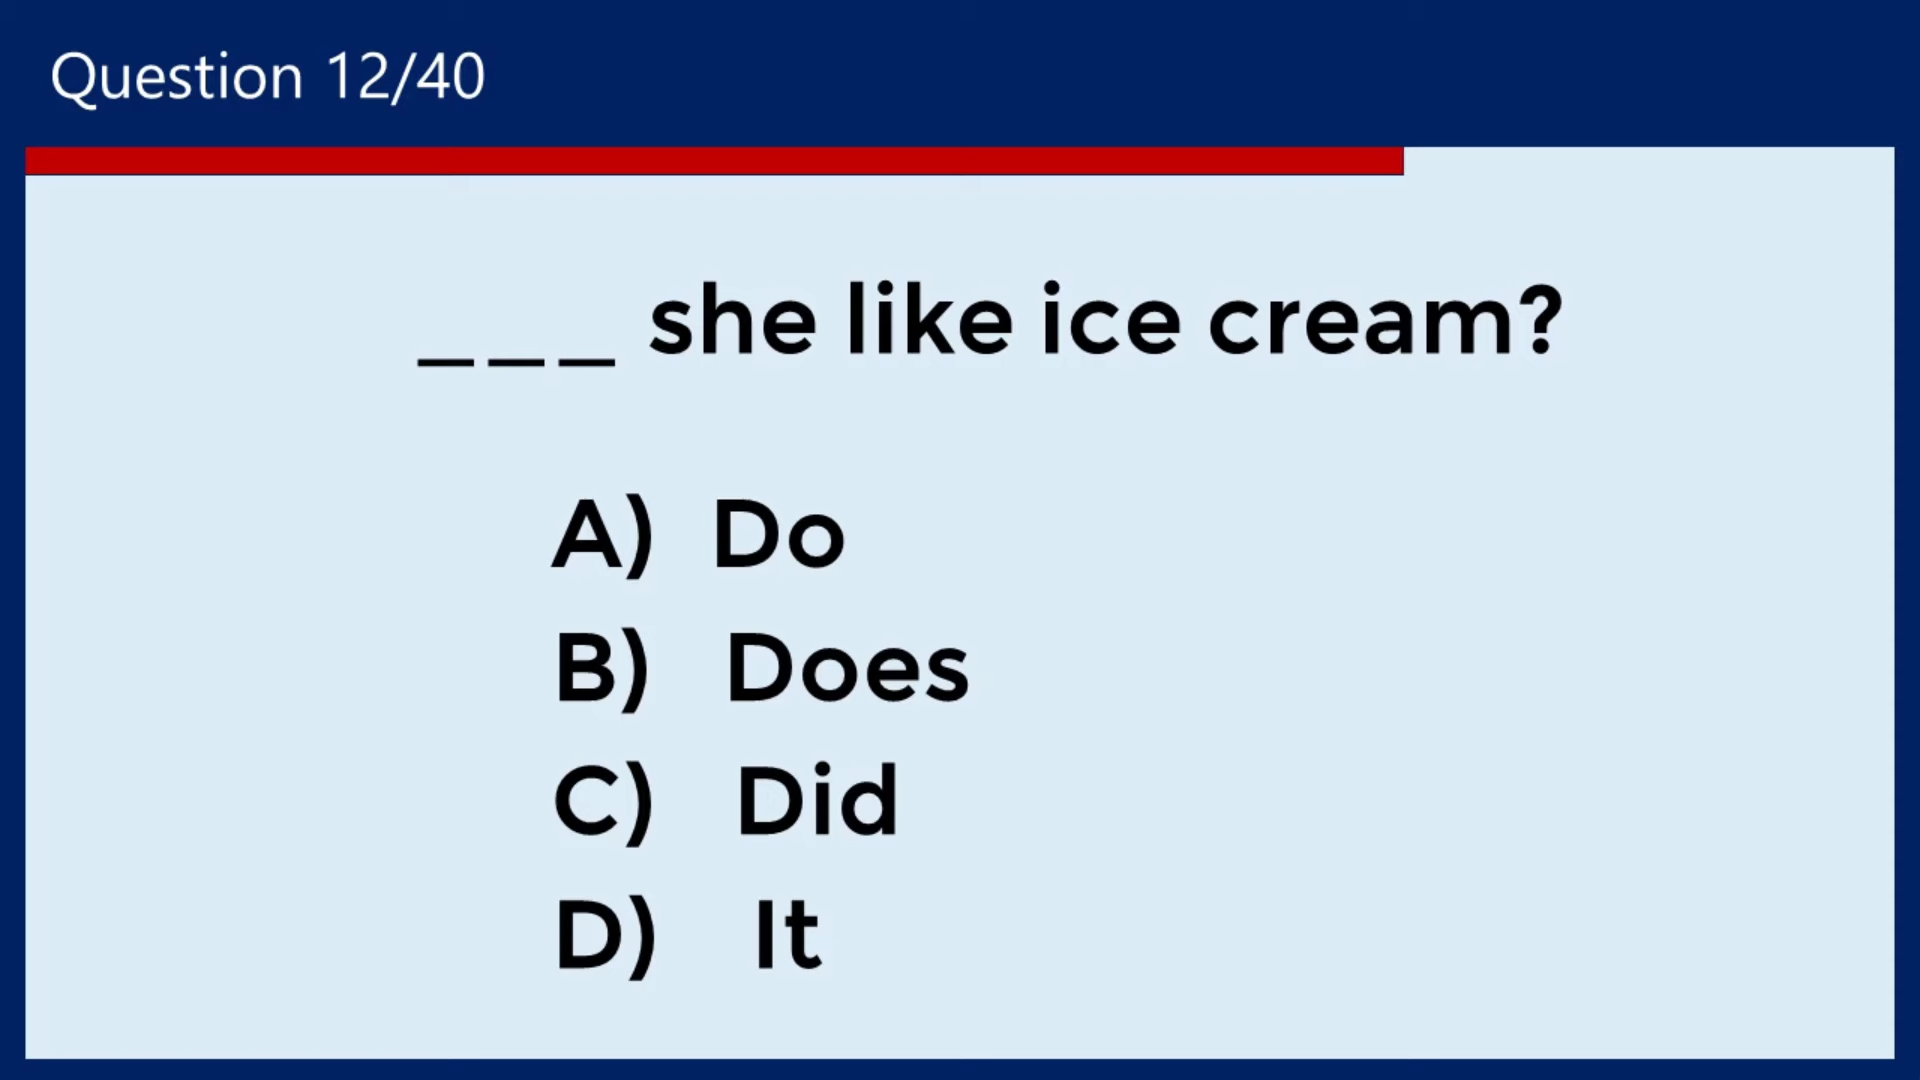 Question 12/40
___ she like ice cream?
A) Do
B) Does
C) Did
D) It